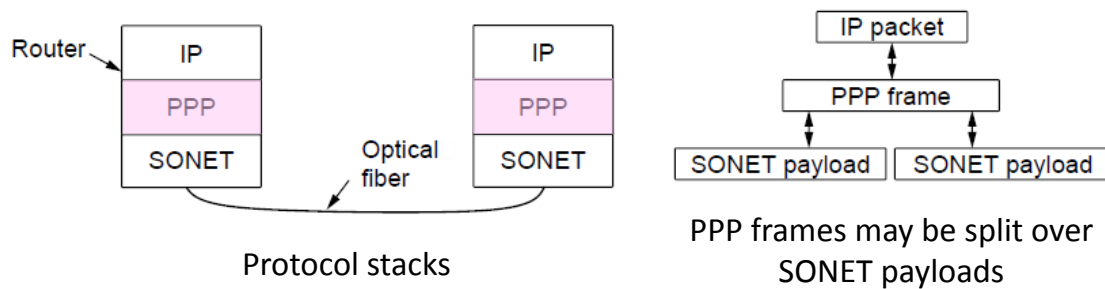 Router
IP
PPP
SONET
Optical
fiber
IP
PPP
SONET
Protocol stacks
IP packet
PPP frame
SONET payload
SONET payload
PPP frames may be split over
SONET payloads